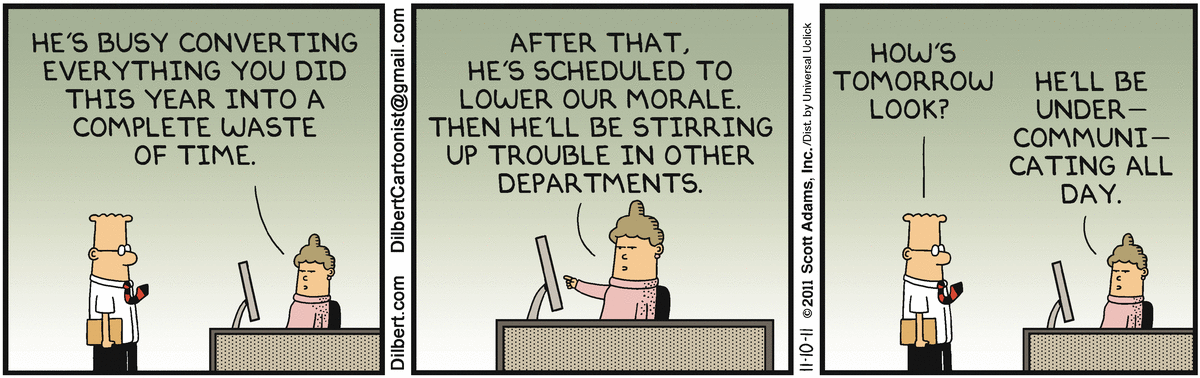 HE'S BUSY CONVERTING
EVERYTHING YOU DID
THIS YEAR INTO A
COMPLETE WASTE
OF TIME.
Dilbert.com DilbertCartoonist@gmail.com
AFTER THAT,
HE'S SCHEDULED TO
LOWER OUR MORALE.
THEN HE'LL BE STIRRING
UP TROUBLE IN OTHER
DEPARTMENTS.
11-10-11 ©2011 Scott Adams, Inc. /Dist. by Universal Uclick
HOW'S
TOMORROW
LOOK?
HE'LL BE
UNDER—
COMMUNI—
CATING ALL
DAY.